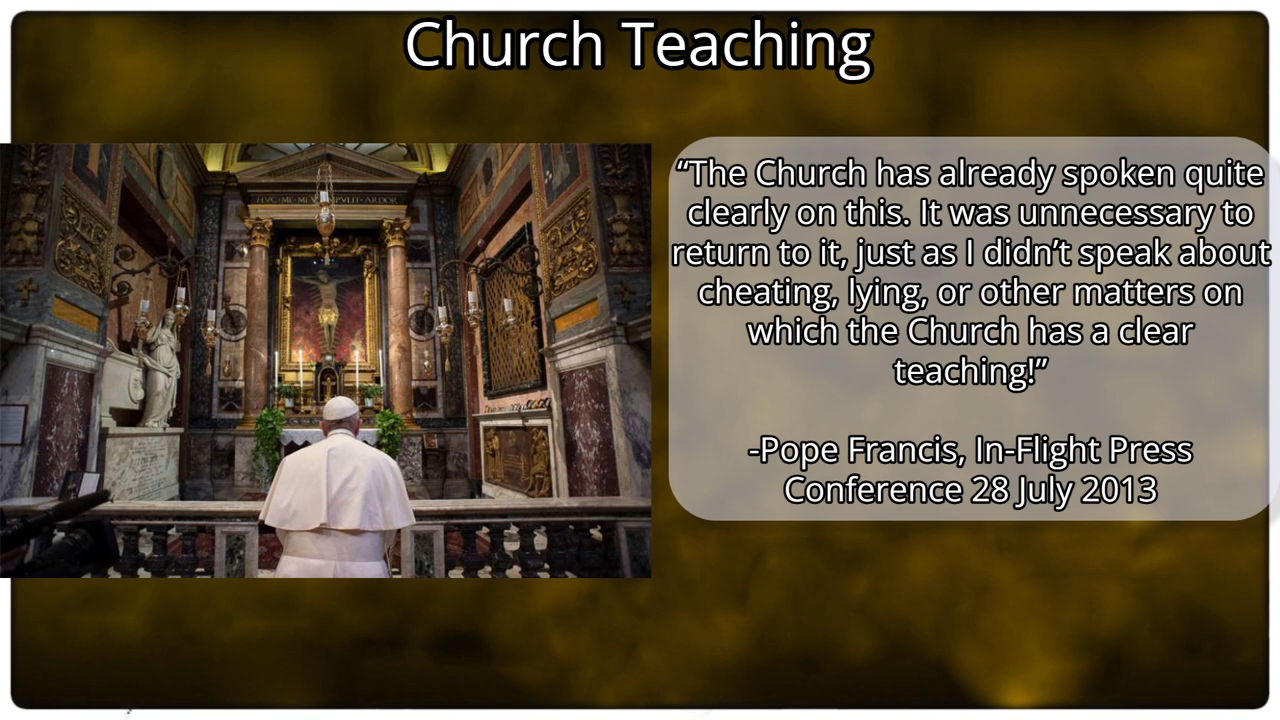 Church Teaching
“The Church has already spoken quite
clearly on this. It was unnecessary to
return to it, just as I didn’t speak about
cheating, lying, or other matters on
which the Church has a clear
teaching!”
-Pope Francis, In-Flight Press
Conference 28 July 2013